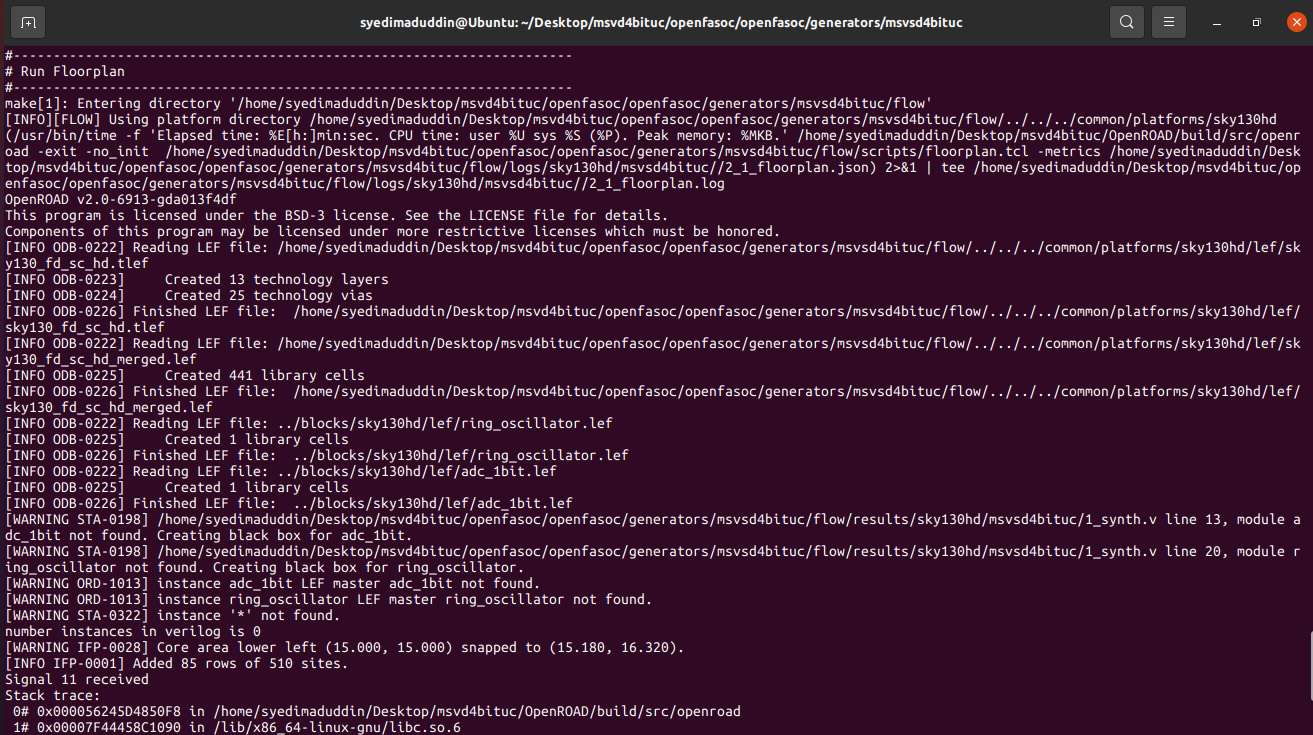 syedimaduddin@Ubuntu: ~/Desktop/msvd4bituc/openfasoc/openfasoc/generators/msvsd4bituc
#----------------------------------------------------------------------
# Run Floorplan
#----------------------------------------------------------------------
make[1]: Entering directory '/home/syedimaduddin/Desktop/msvd4bituc/openfasoc/openfasoc/generators/msvsd4bituc/flow'
[INFO][FLOW] Using platform directory /home/syedimaduddin/Desktop/msvd4bituc/openfasoc/openfasoc/generators/msvsd4bituc/flow/../../../common/platforms/sky130hd
(/usr/bin/time -f 'Elapsed time: %E[h:]min:sec. CPU time: user %U sys %S (%P). Peak memory: %MKB.' /home/syedimaduddin/Desktop/msvd4bituc/OpenROAD/build/src/openr
oad -exit -no_init  /home/syedimaduddin/Desktop/msvd4bituc/openfasoc/openfasoc/generators/msvsd4bituc/flow/scripts/floorplan.tcl -metrics /home/syedimaduddin/Desk
top/msvd4bituc/openfasoc/openfasoc/generators/msvsd4bituc/flow/logs/sky130hd/msvsd4bituc//2_1_floorplan.json) 2>&1 | tee /home/syedimaduddin/Desktop/msvd4bituc/op
enfasoc/openfasoc/generators/msvsd4bituc/flow/logs/sky130hd/msvsd4bituc//2_1_floorplan.log
OpenROAD v2.0-6913-gda013f4df
This program is licensed under the BSD-3 license. See the LICENSE file for details.
Components of this program may be licensed under more restrictive licenses which must be honored.
[INFO ODB-0222] Reading LEF file: /home/syedimaduddin/Desktop/msvd4bituc/openfasoc/openfasoc/generators/msvsd4bituc/flow/../../../common/platforms/sky130hd/lef/sk
y130_fd_sc_hd.tlef
[INFO ODB-0223]     Created 13 technology layers
[INFO ODB-0224]     Created 25 technology vias
[INFO ODB-0226] Finished LEF file:  /home/syedimaduddin/Desktop/msvd4bituc/openfasoc/openfasoc/generators/msvsd4bituc/flow/../../../common/platforms/sky130hd/lef/
sky130_fd_sc_hd.tlef
[INFO ODB-0222] Reading LEF file: /home/syedimaduddin/Desktop/msvd4bituc/openfasoc/openfasoc/generators/msvsd4bituc/flow/../../../common/platforms/sky130hd/lef/sk
y130_fd_sc_hd_merged.lef
[INFO ODB-0225]     Created 441 library cells
[INFO ODB-0226] Finished LEF file:  /home/syedimaduddin/Desktop/msvd4bituc/openfasoc/openfasoc/generators/msvsd4bituc/flow/../../../common/platforms/sky130hd/lef/
sky130_fd_sc_hd_merged.lef
[INFO ODB-0222] Reading LEF file: ../blocks/sky130hd/lef/ring_oscillator.lef
[INFO ODB-0225]     Created 1 library cells
[INFO ODB-0226] Finished LEF file:  ../blocks/sky130hd/lef/ring_oscillator.lef
[INFO ODB-0222] Reading LEF file: ../blocks/sky130hd/lef/adc_1bit.lef
[INFO ODB-0225]     Created 1 library cells
[INFO ODB-0226] Finished LEF file:  ../blocks/sky130hd/lef/adc_1bit.lef
[WARNING STA-0198] /home/syedimaduddin/Desktop/msvd4bituc/openfasoc/openfasoc/generators/msvsd4bituc/flow/results/sky130hd/msvsd4bituc/1_synth.v line 13, module a
dc_1bit not found. Creating black box for adc_1bit.
[WARNING STA-0198] /home/syedimaduddin/Desktop/msvd4bituc/openfasoc/openfasoc/generators/msvsd4bituc/flow/results/sky130hd/msvsd4bituc/1_synth.v line 20, module r
ing_oscillator not found. Creating black box for ring_oscillator.
[WARNING ORD-1013] instance adc_1bit LEF master adc_1bit not found.
[WARNING ORD-1013] instance ring_oscillator LEF master ring_oscillator not found.
[WARNING STA-0322] instance '*' not found.
number instances in verilog is 0
[WARNING IFP-0028] Core area lower left (15.000, 15.000) snapped to (15.180, 16.320).
[INFO IFP-0001] Added 85 rows of 510 sites.
Signal 11 received
Stack trace:
 0# 0x000056245D4850F8 in /home/syedimaduddin/Desktop/msvd4bituc/OpenROAD/build/src/openroad
 1# 0x00007F44458C1090 in /lib/x86_64-linux-gnu/libc.so.6